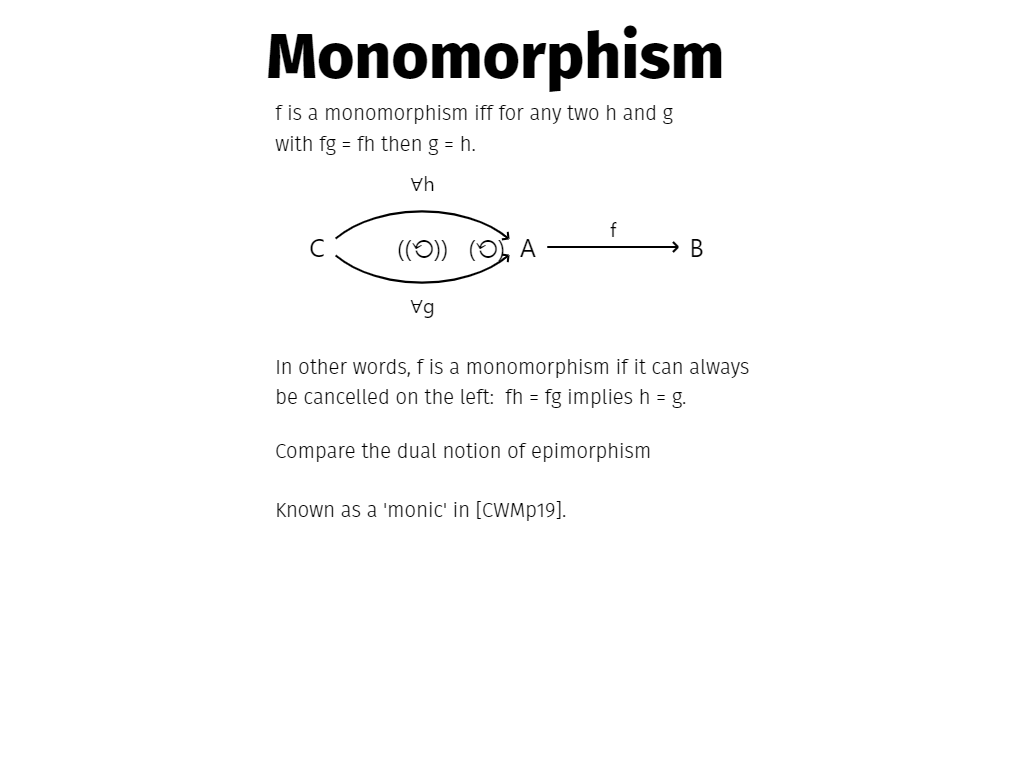 Monomorphism
f is a monomorphism iff for any two h and g
with fg = fh then g = h.
∀h
f
C ((↺)) (↺) A B
∀g
In other words, f is a monomorphism if it can always
be cancelled on the left:  fh = fg implies h = g.
Compare the dual notion of epimorphism
Known as a 'monic' in [CWMp19].